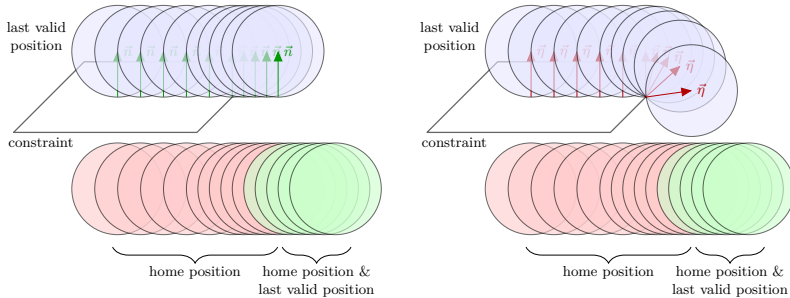 last valid
position
n⃗ n⃗ n⃗ n⃗ n⃗ n⃗
constraint
home position
home position &
last valid position
last valid
position
η⃗ η⃗ η⃗ η⃗ η⃗
η⃗
η⃗
η⃗
constraint
home position
home position &
last valid position